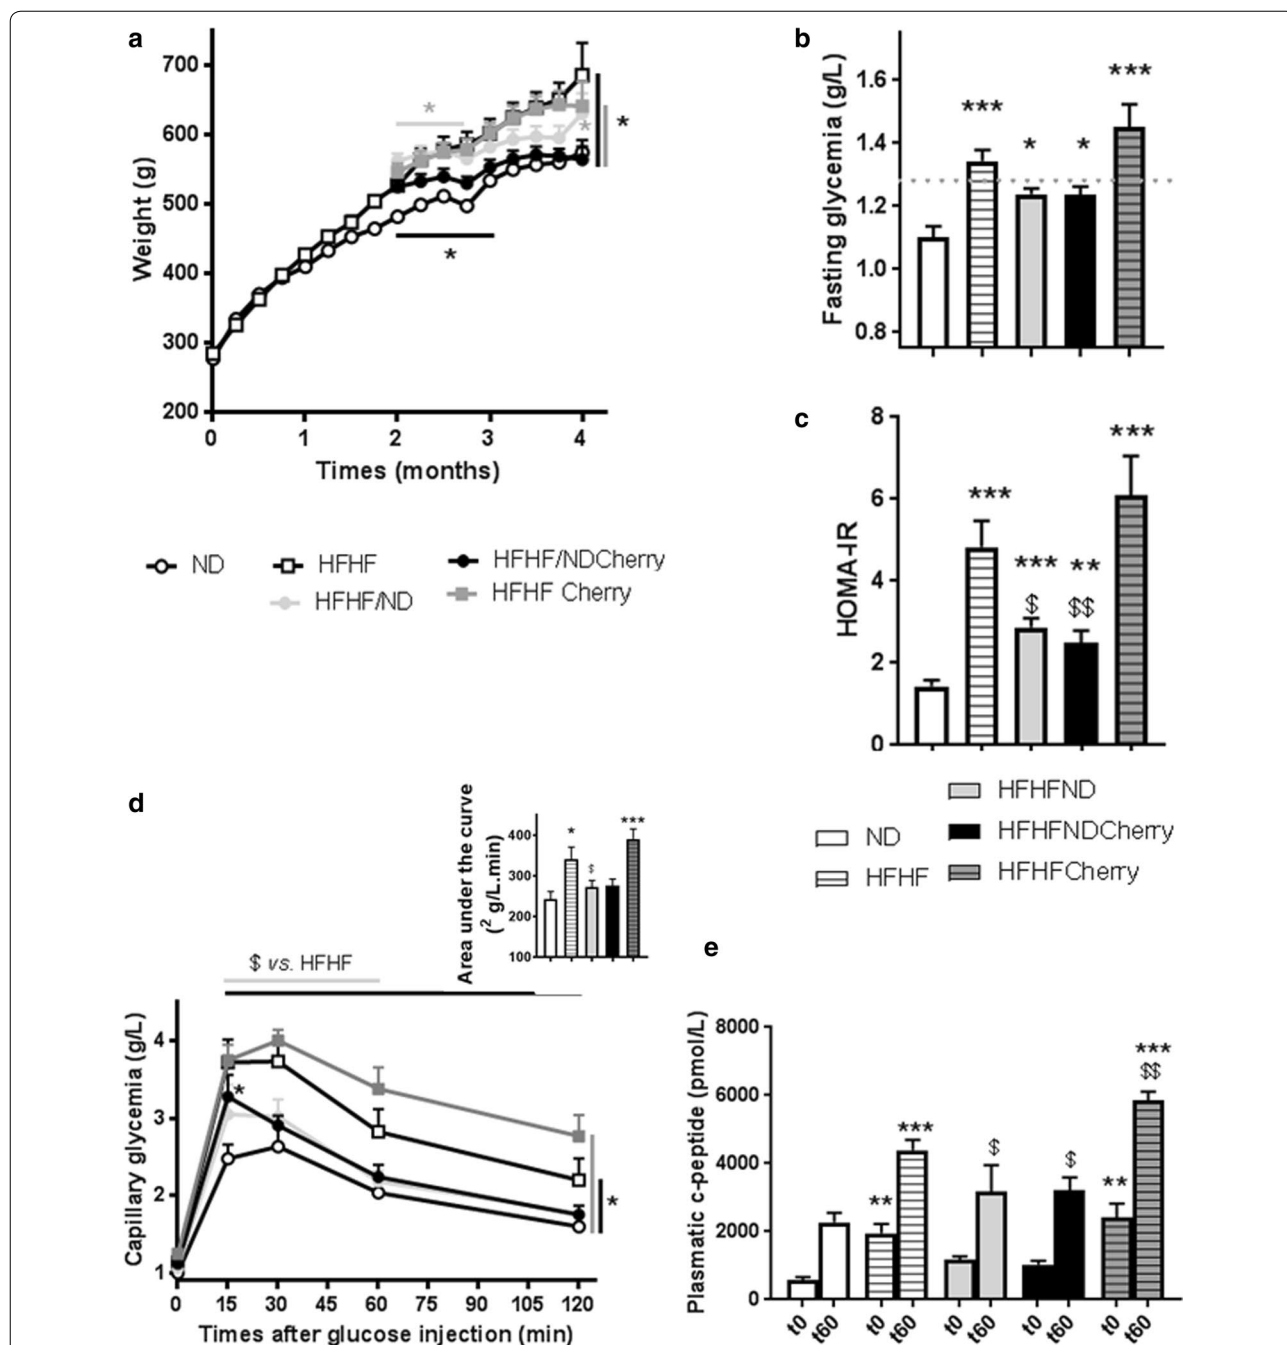 a
700
600
500
400
300
200
Weight (g)
*
*
*
*
0 1 2 3 4
Times (months)
ND
HFHF
HFHF/NDCherry
HFHF/ND
HFHF Cherry
b
1.6
1.4
1.2
1.0
0.8
Fasting glycemia (g/L)
*** * * ***
c
8
6
4
2
0
HOMA-IR
*** *** ** ***
$ $$
HFHFND
ND
HFHFNDCherry
HFHF
HFHFCherry
d
Area under the curve
(² g/L.min)
400
300
200
100
* $ ***
$ vs. HFHF
Capillary glycemia (g/L)
4
3
2
1
*
*
0 15 30 45 60 75 90 105 120
Times after glucose injection (min)
e
Plasmatic c-peptide (pmol/L)
8000
6000
4000
2000
0
** *** $ $ ** ***
$$
t0 t60 t0 t60 t0 t60 t0 t60 t0 t60